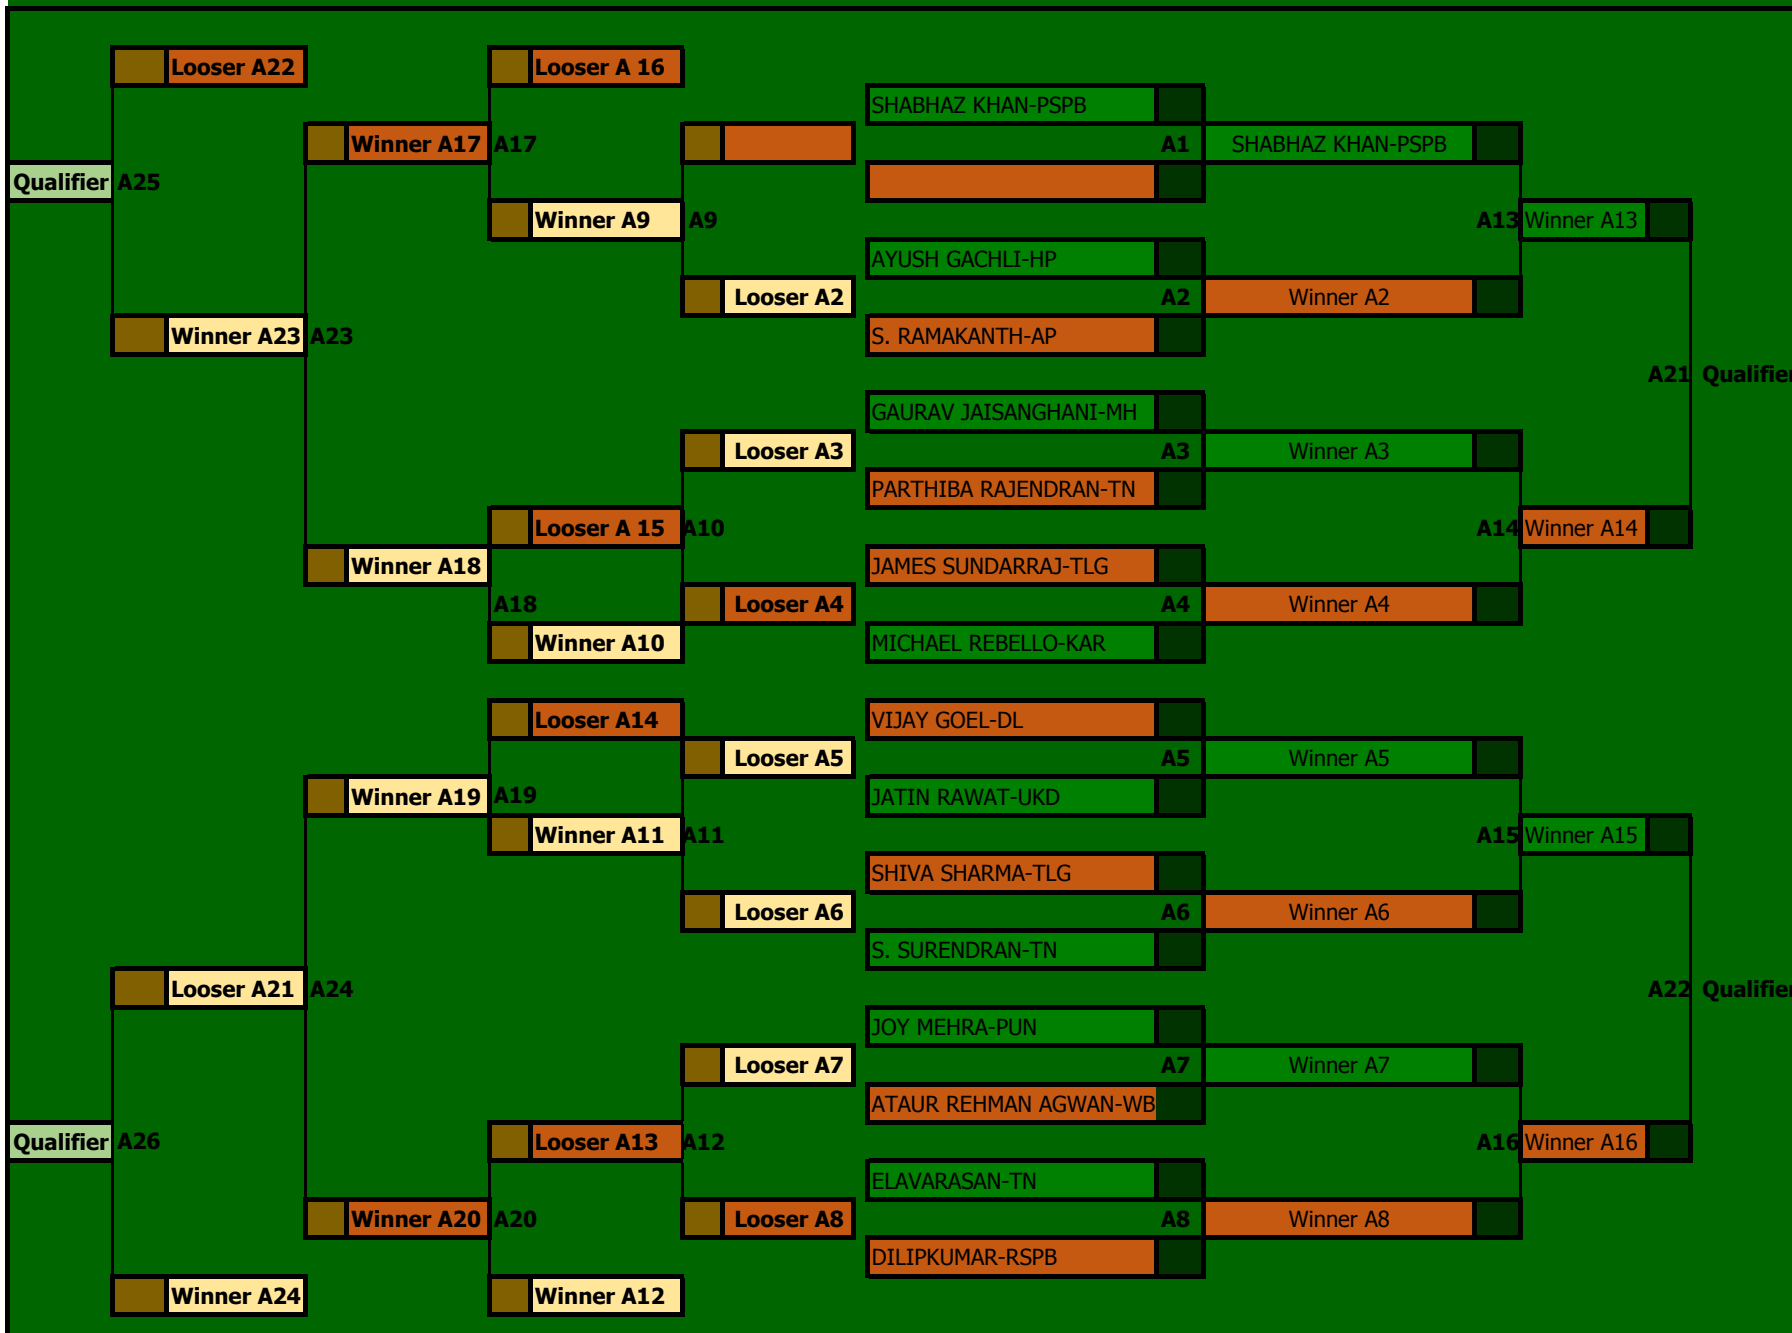 Looser A22 Looser A 16
SHABHAZ KHAN-PSPB
Winner A17 A17 A1 SHABHAZ KHAN-PSPB
Qualifier A25
Winner A9 A9 A13 Winner A13
AYUSH GACHLI-HP
Looser A2 A2 Winner A2
Winner A23 A23 S. RAMAKANTH-AP
A21 Qualifier
GAURAV JAISANGHANI-MH
Looser A3 A3 Winner A3
PARTHIBA RAJENDRAN-TN
Looser A 15 A10 A14 Winner A14
Winner A18 JAMES SUNDARRAJ-TLG
A18 Looser A4 A4 Winner A4
Winner A10 MICHAEL REBELLO-KAR
Looser A14 VIJAY GOEL-DL
Looser A5 A5 Winner A5
Winner A19 A19 JATIN RAWAT-UKD
Winner A11 A11 A15 Winner A15
SHIVA SHARMA-TLG
Looser A6 A6 Winner A6
S. SURENDRAN-TN
Looser A21 A24 A22 Qualifier
JOY MEHRA-PUN
Looser A7 A7 Winner A7
ATAUR REHMAN AGWAN-WB
Qualifier A26 Looser A13 A12 A16 Winner A16
ELAVARASAN-TN
Winner A20 A20 Looser A8 A8 Winner A8
DILIPKUMAR-RSPB
Winner A24 Winner A12